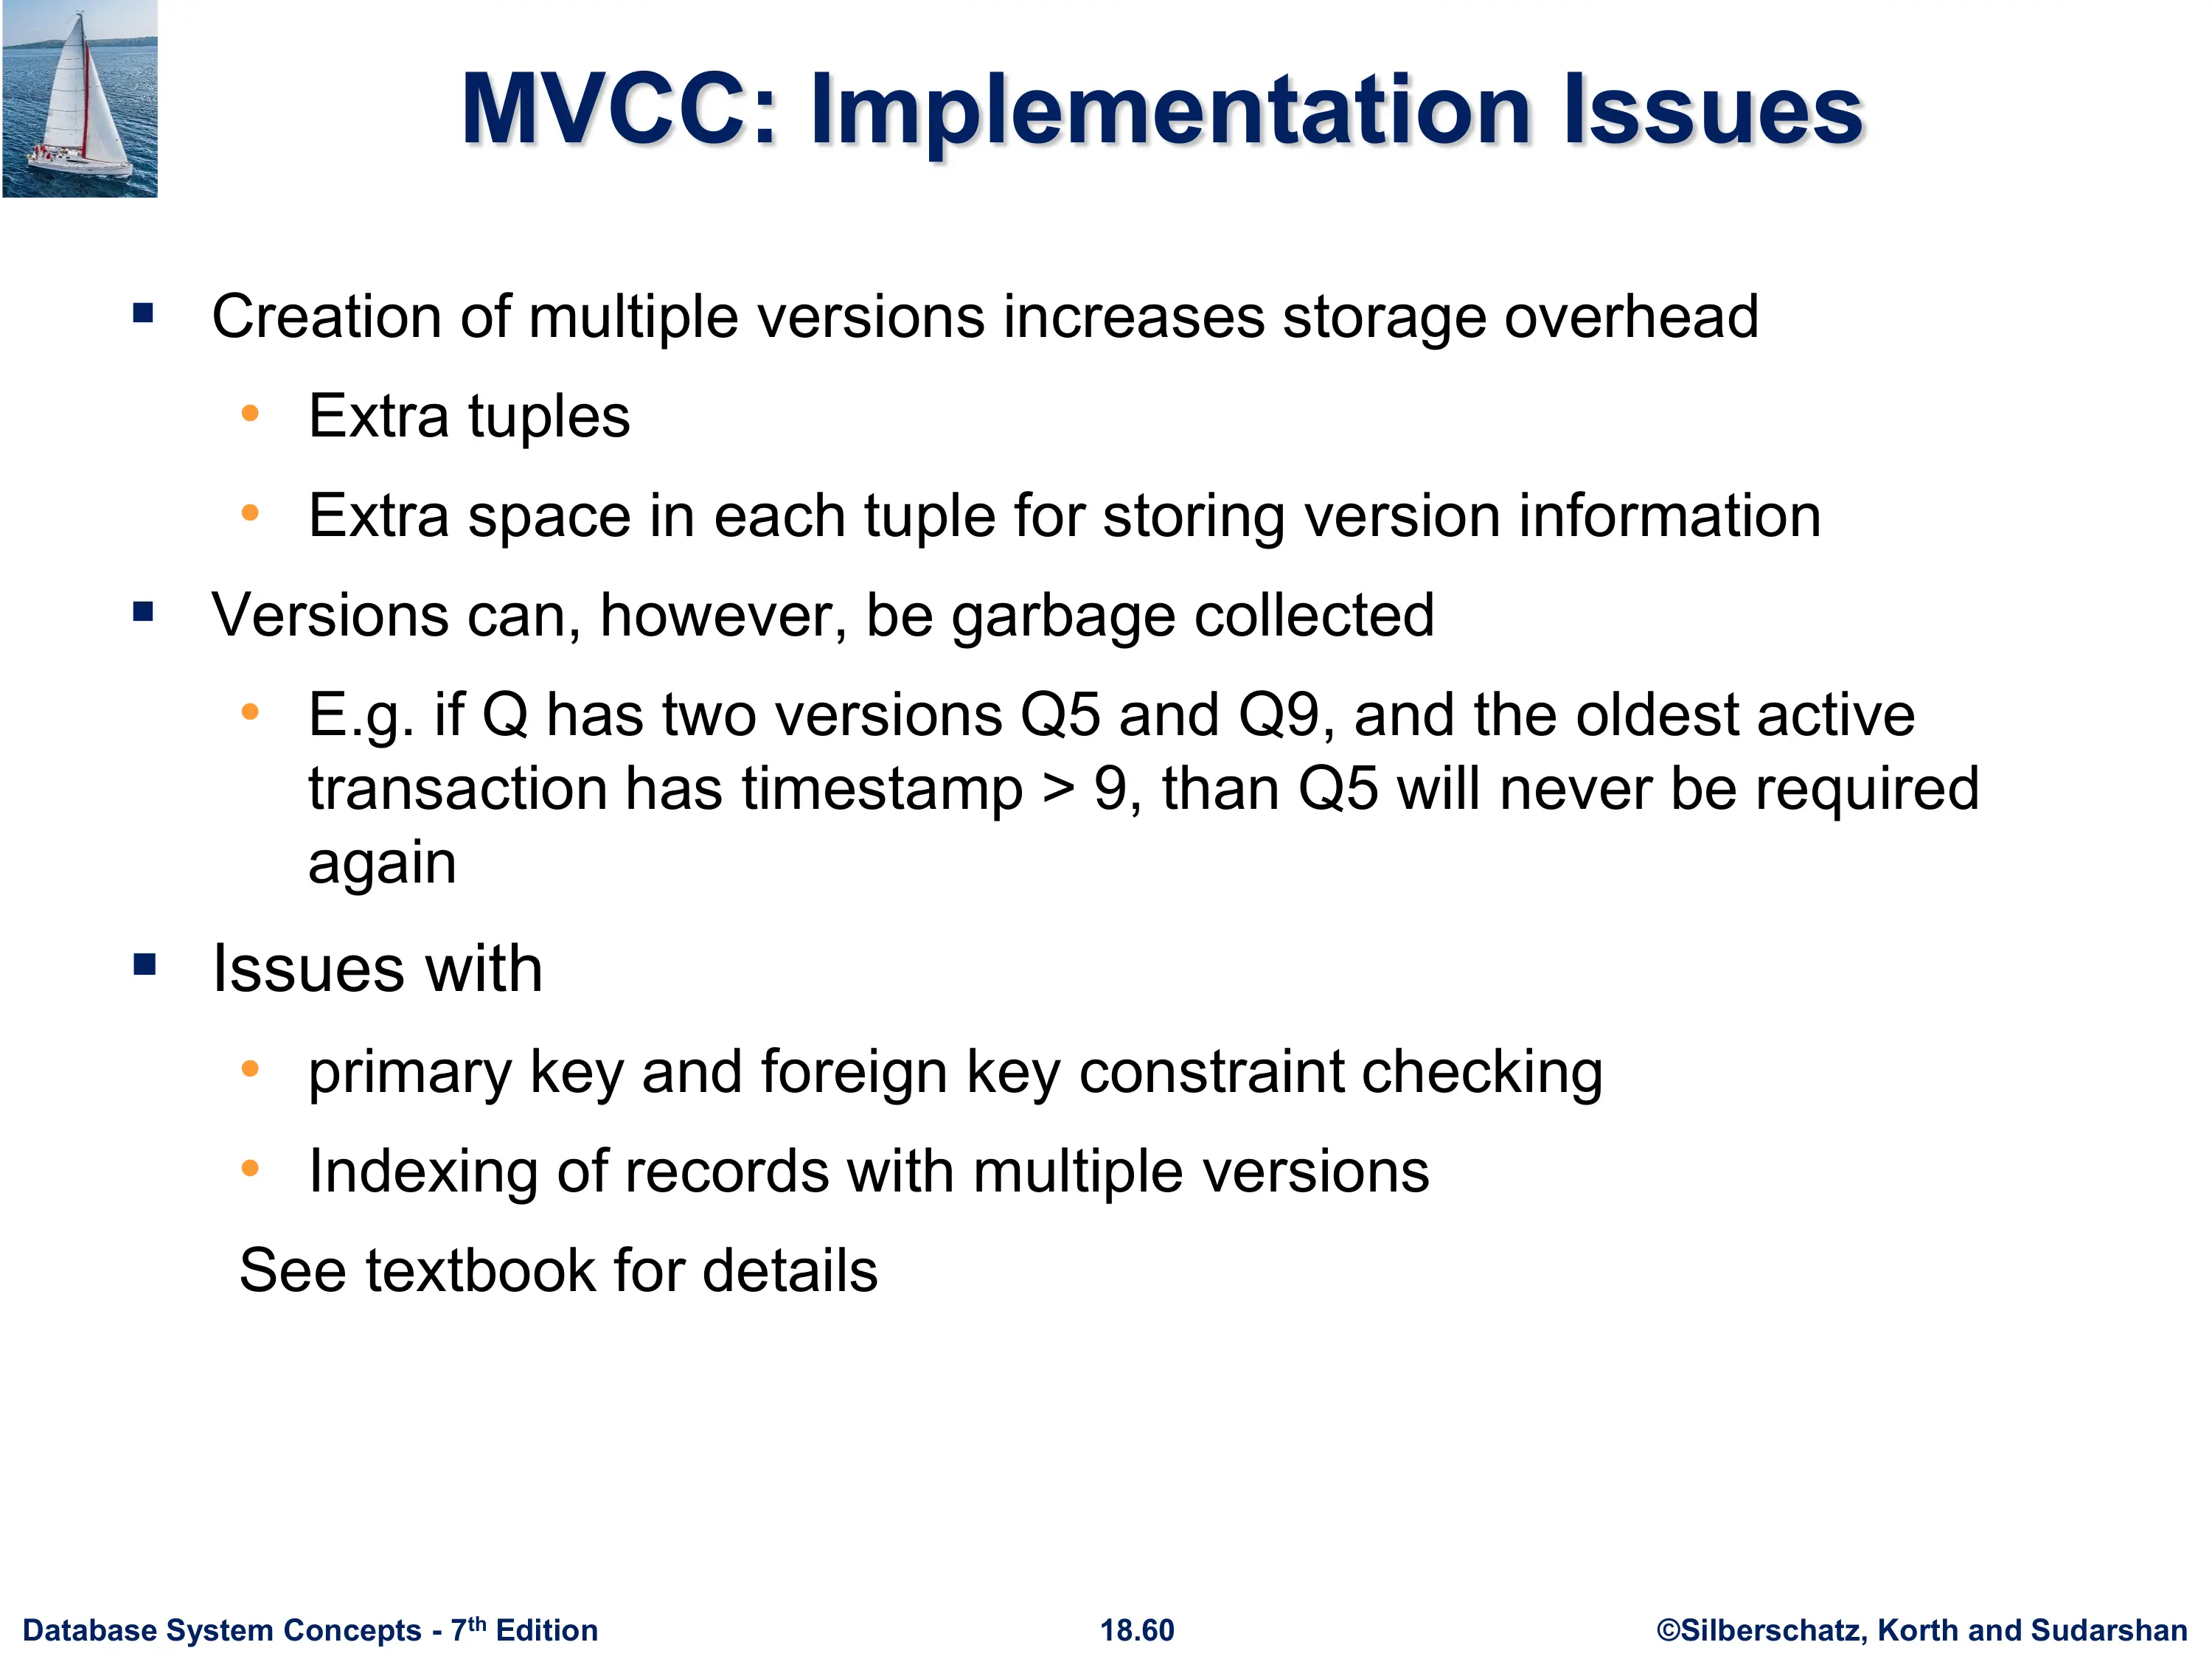 MVCC: Implementation Issues
▪ Creation of multiple versions increases storage overhead
• Extra tuples
• Extra space in each tuple for storing version information
▪ Versions can, however, be garbage collected
• E.g. if Q has two versions Q5 and Q9, and the oldest active
transaction has timestamp > 9, than Q5 will never be required
again
▪ Issues with
• primary key and foreign key constraint checking
• Indexing of records with multiple versions
See textbook for details
Database System Concepts - 7th Edition
18.60
©Silberschatz, Korth and Sudarshan